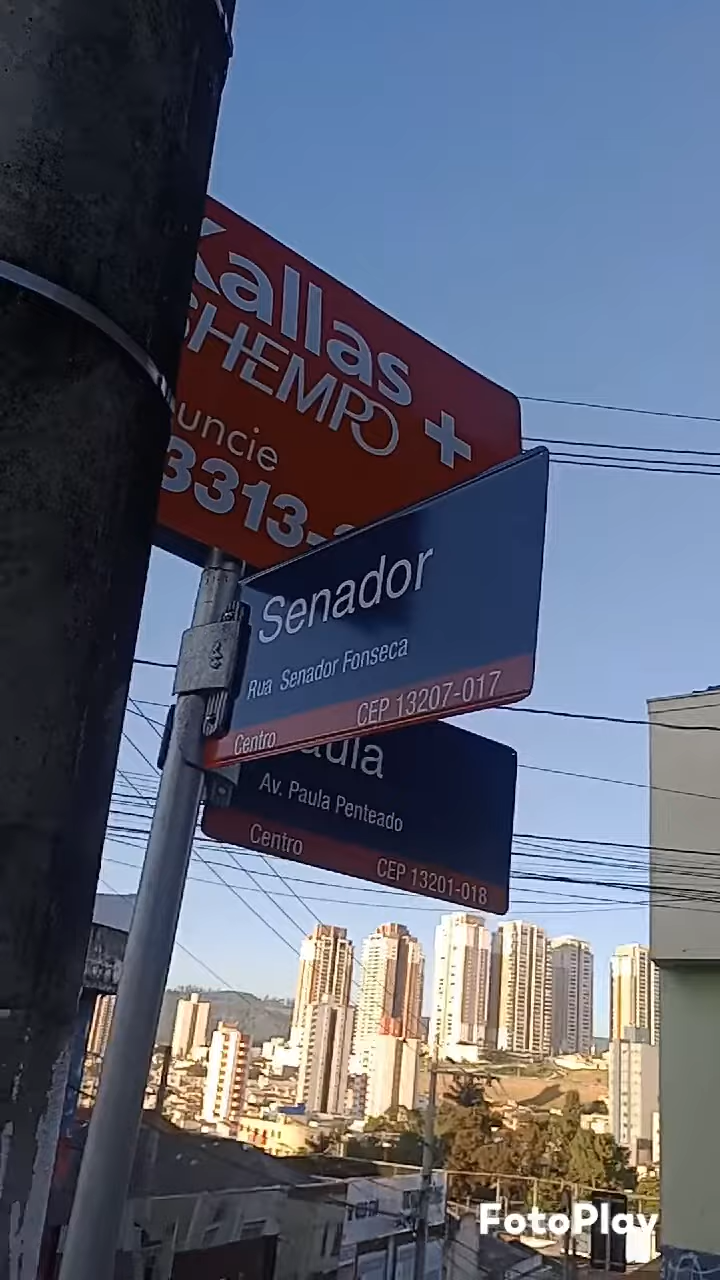 Kallas
SHEMPO +
uncie
3313-
Senador
Rua Senador Fonseca
CEP 13207-017
Centro
aula
Av. Paula Penteado
Centro
CEP 13201-018
FotoPlay